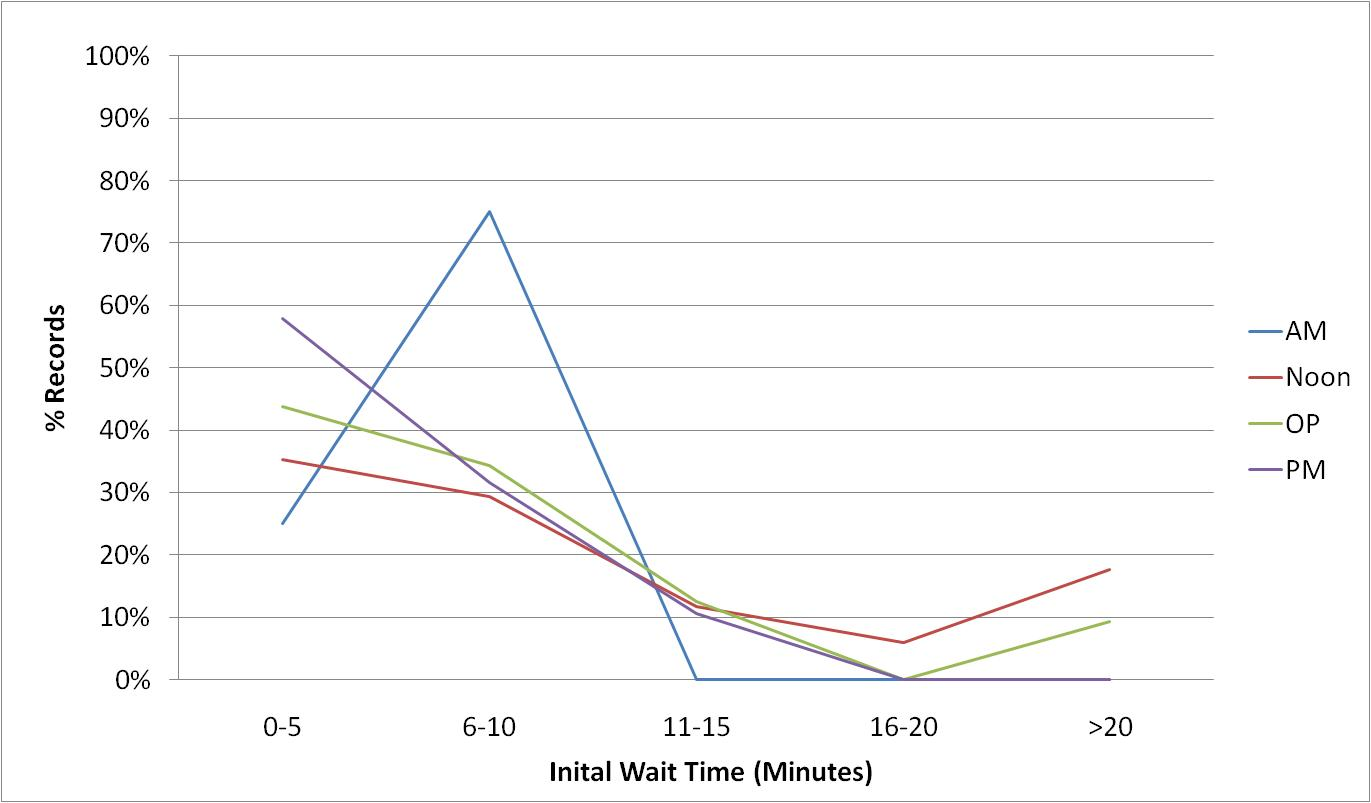 100%
90%
80%
70%
60%
50%
40%
30%
20%
10%
0%
% Records
0-5 6-10 11-15 16-20 >20
Inital Wait Time (Minutes)
AM
Noon
OP
PM